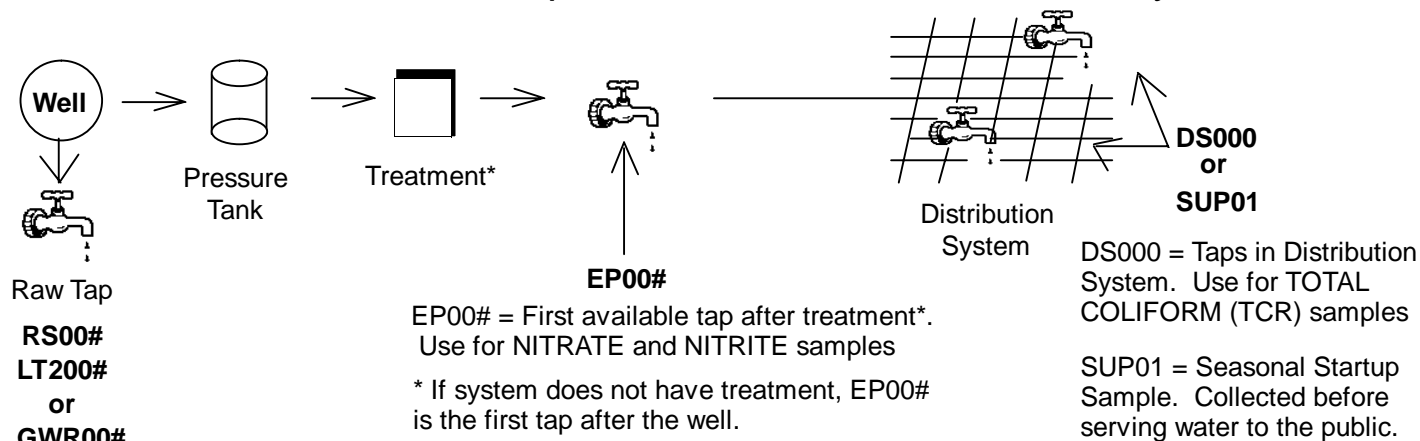 Well
Pressure
Tank
Treatment*
Raw Tap
RS00#
LT200#
or
GWR00#
EP00#
EP00# = First available tap after treatment*.
Use for NITRATE and NITRITE samples
* If system does not have treatment, EP00#
is the first tap after the well.
Distribution
System
DS000
or
SUP01
DS000 = Taps in Distribution
System. Use for TOTAL
COLIFORM (TCR) samples
SUP01 = Seasonal Startup
Sample. Collected before
serving water to the public.